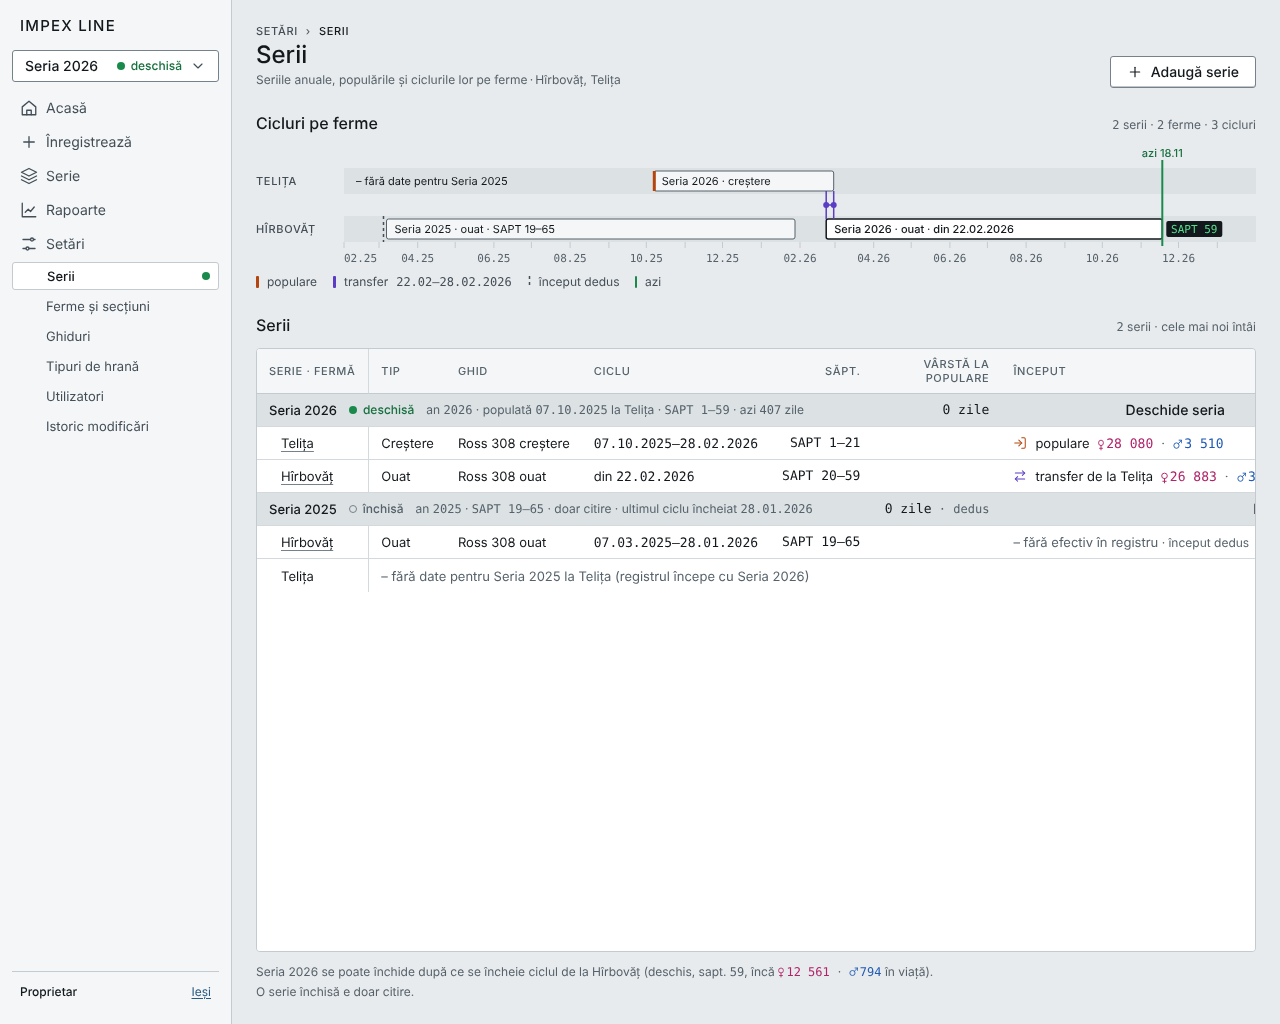 IMPEX LINE
Seria 2026 deschisă
Acasă
Înregistrează
Serie
Rapoarte
Setări
Serii
Ferme și secțiuni
Ghiduri
Tipuri de hrană
Utilizatori
Istoric modificări
Proprietar Ieși
SETĂRI › SERII
Serii
Seriile anuale, populările și ciclurile lor pe ferme · Hîrbovăț, Telița
+ Adaugă serie
Cicluri pe ferme
2 serii · 2 ferme · 3 cicluri
azi 18.11
TELIȚA
– fără date pentru Seria 2025
Seria 2026 · creștere
HÎRBOVĂȚ
Seria 2025 · ouat · SAPT 19–65
Seria 2026 · ouat · din 22.02.2026
SAPT 59
02.25 04.25 06.25 08.25 10.25 12.25 02.26 04.26 06.26 08.26 10.26 12.26
populare transfer 22.02–28.02.2026 început dedus azi
Serii
2 serii · cele mai noi întâi
SERIE · FERMĂ TIP GHID CICLU SĂPT. VÂRSTĂ LA POPULARE ÎNCEPUT
Seria 2026 deschisă an 2026 · populată 07.10.2025 la Telița · SAPT 1–59 · azi 407 zile 0 zile Deschide seria
Telița Creștere Ross 308 creștere 07.10.2025–28.02.2026 SAPT 1–21 populare ♀28 080 · ♂3 510
Hîrbovăț Ouat Ross 308 ouat din 22.02.2026 SAPT 20–59 transfer de la Telița ♀26 883 · ♂3
Seria 2025 închisă an 2025 · SAPT 19–65 · doar citire · ultimul ciclu încheiat 28.01.2026 0 zile · dedus
Hîrbovăț Ouat Ross 308 ouat 07.03.2025–28.01.2026 SAPT 19–65 – fără efectiv în registru · început dedus
Telița – fără date pentru Seria 2025 la Telița (registrul începe cu Seria 2026)
Seria 2026 se poate închide după ce se încheie ciclul de la Hîrbovăț (deschis, sapt. 59, încă ♀12 561 · ♂794 în viață).
O serie închisă e doar citire.